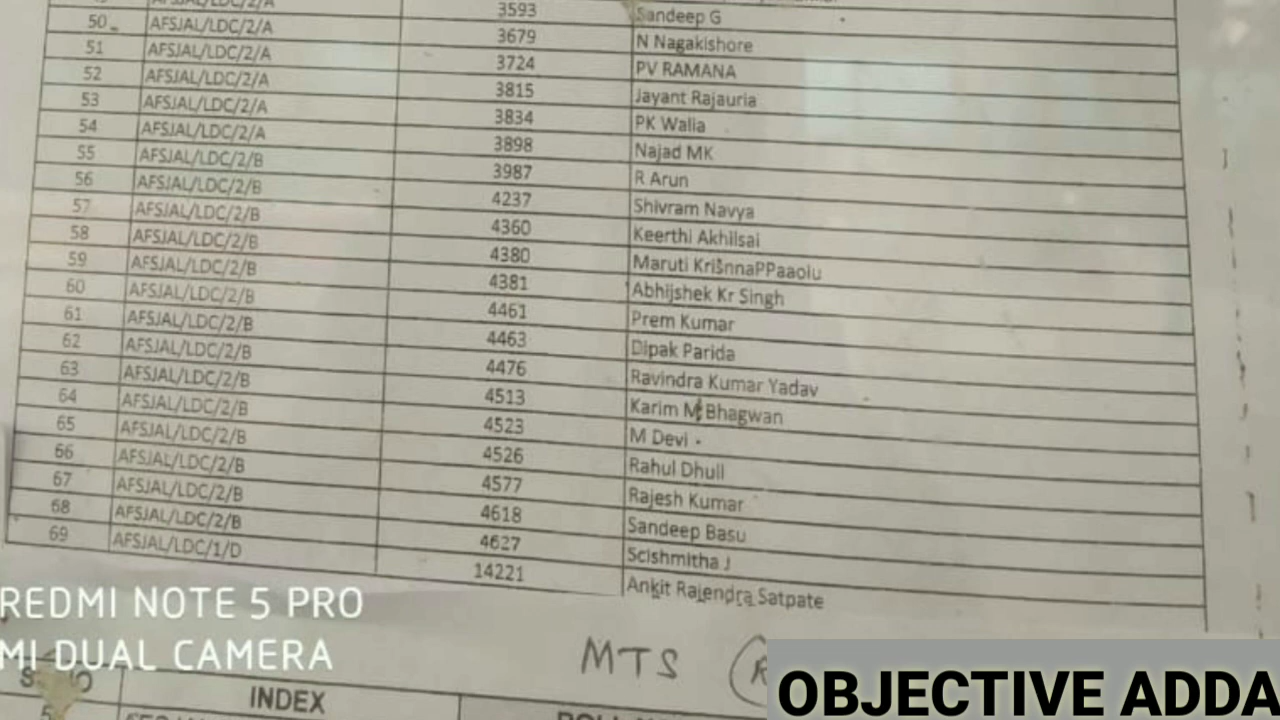 AFSJAL/LDC/2/A 3593 Sandeep G
50 AFSJAL/LDC/2/A 3679 N Nagakishore
51 AFSJAL/LDC/2/A 3724 PV RAMANA
52 AFSJAL/LDC/2/A 3815 Jayant Rajauria
53 AFSJAL/LDC/2/A 3834 PK Walia
54 AFSJAL/LDC/2/A 3898 Najad MK
55 AFSJAL/LDC/2/B 3987 R Arun
56 AFSJAL/LDC/2/B 4237 Shivram Navya
57 AFSJAL/LDC/2/B 4360 Keerthi Akhilsai
58 AFSJAL/LDC/2/B 4380 Maruti KrisnnaPPaaolu
59 AFSJAL/LDC/2/B 4381 Abhijshek Kr Singh
60 AFSJAL/LDC/2/B 4461 Prem Kumar
61 AFSJAL/LDC/2/B 4463 Dipak Parida
62 AFSJAL/LDC/2/B 4476 Ravindra Kumar Yadav
63 AFSJAL/LDC/2/B 4513 Karim M Bhagwan
64 AFSJAL/LDC/2/B 4523 M Devi
65 AFSJAL/LDC/2/B 4526 Rahul Dhull
66 AFSJAL/LDC/2/B 4577 Rajesh Kumar
67 AFSJAL/LDC/2/B 4618 Sandeep Basu
68 AFSJAL/LDC/2/B 4627 Scishmitha J
69 AFSJAL/LDC/1/D 14221 Ankit Rajendra Satpate
REDMI NOTE 5 PRO
MI DUAL CAMERA
MTS
OBJECTIVE ADDA
INDEX